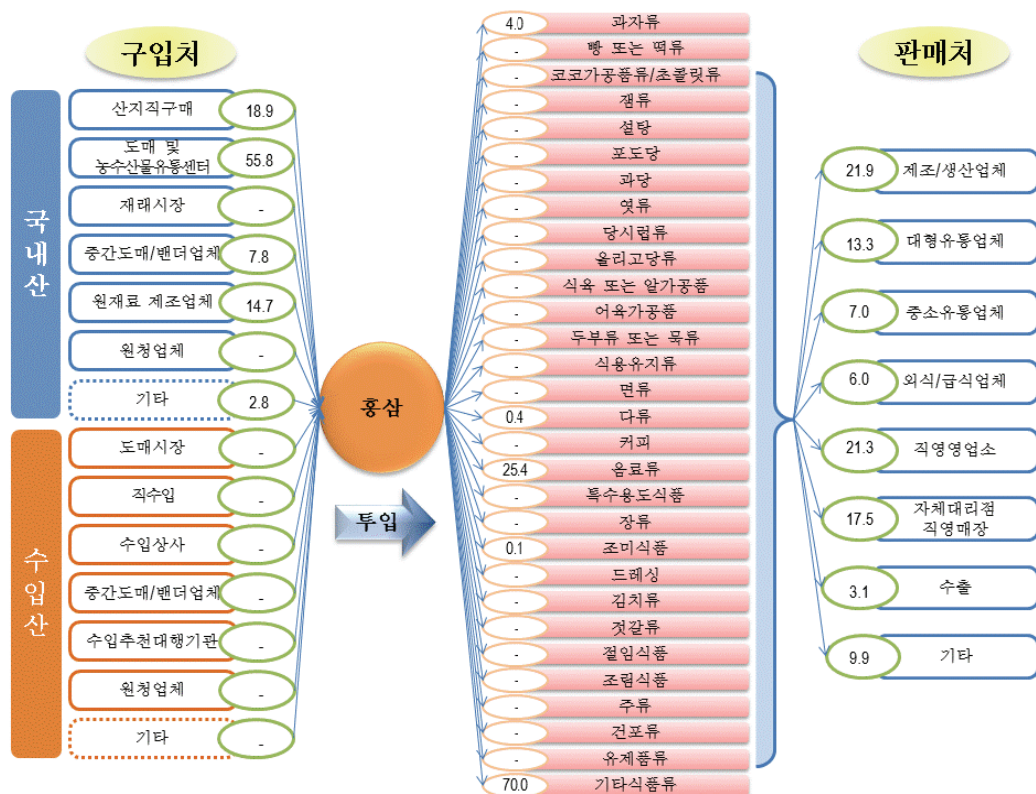 구입처
국내산
산지직구매 18.9
도매 및
농수산물유통센터 55.8
재래시장 -
중간도매/밴더업체 7.8
원재료 제조업체 14.7
원청업체 -
기타 2.8
수입산
도매시장 -
직수입 -
수입상사 -
중간도매/밴더업체 -
수입추천대행기관 -
원청업체 -
기타 -
홍삼
투입
4.0 과자류
- 빵 또는 떡류
- 코코가공품류/초콜릿류
- 잼류
- 설탕
- 포도당
- 과당
- 엿류
- 당시럽류
- 올리고당류
- 식육 또는 알가공품
- 어육가공품
- 두부류 또는 묵류
- 식용유지류
- 면류
0.4 다류
- 커피
25.4 음료류
- 특수용도식품
- 장류
0.1 조미식품
- 드레싱
- 김치류
- 젓갈류
- 절임식품
- 조림식품
- 주류
- 건포류
- 유제품류
70.0 기타식품류
판매처
21.9 제조/생산업체
13.3 대형유통업체
7.0 중소유통업체
6.0 외식/급식업체
21.3 직영영업소
17.5 자체대리점
직영매장
3.1 수출
9.9 기타